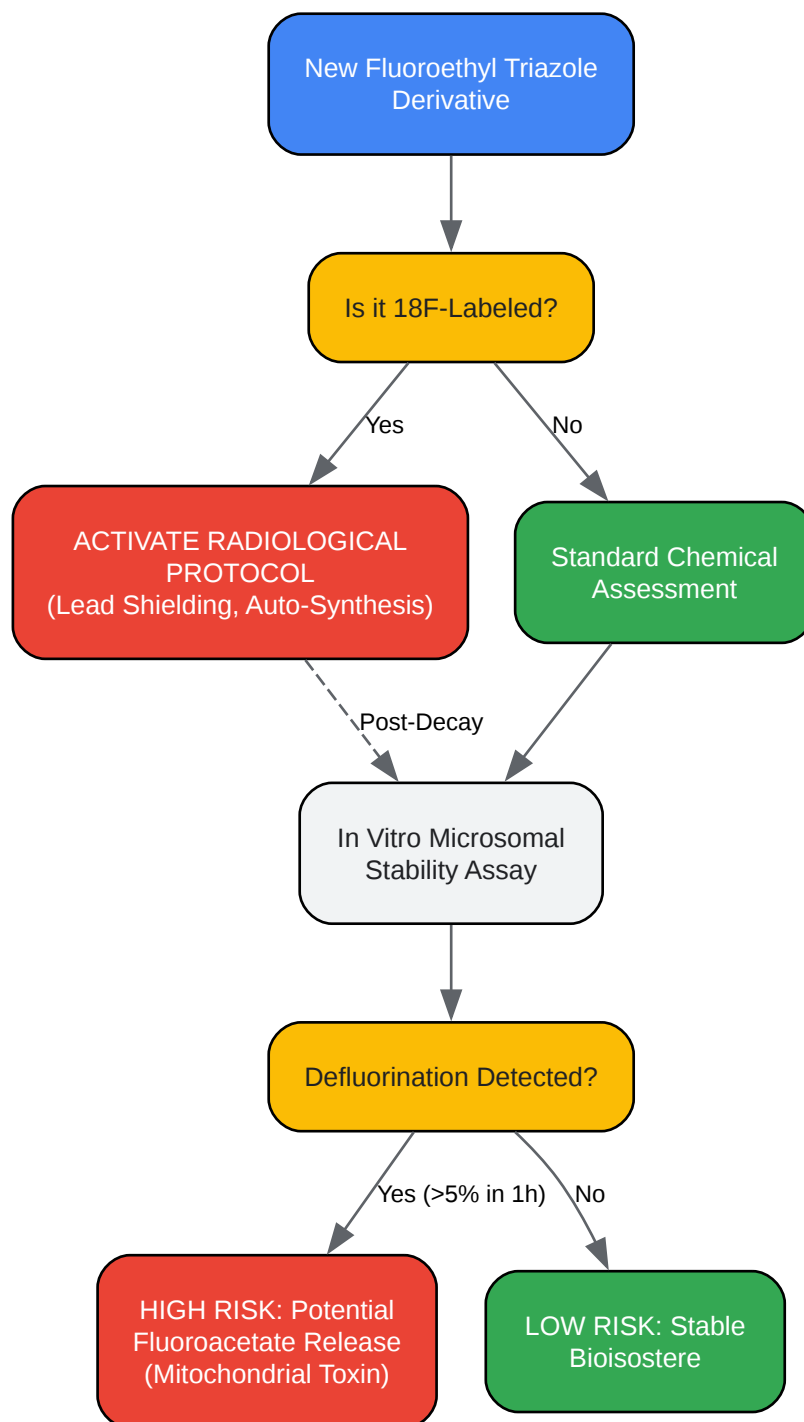 New Fluoroethyl Triazole
Derivative
Is it 18F-Labeled?
Yes
No
ACTIVATE RADIOLOGICAL
PROTOCOL
(Lead Shielding, Auto-Synthesis)
Standard Chemical
Assessment
Post-Decay
In Vitro Microsomal
Stability Assay
Defluorination Detected?
Yes (>5% in 1h)
No
HIGH RISK: Potential
Fluoroacetate Release
(Mitochondrial Toxin)
LOW RISK: Stable
Bioisostere